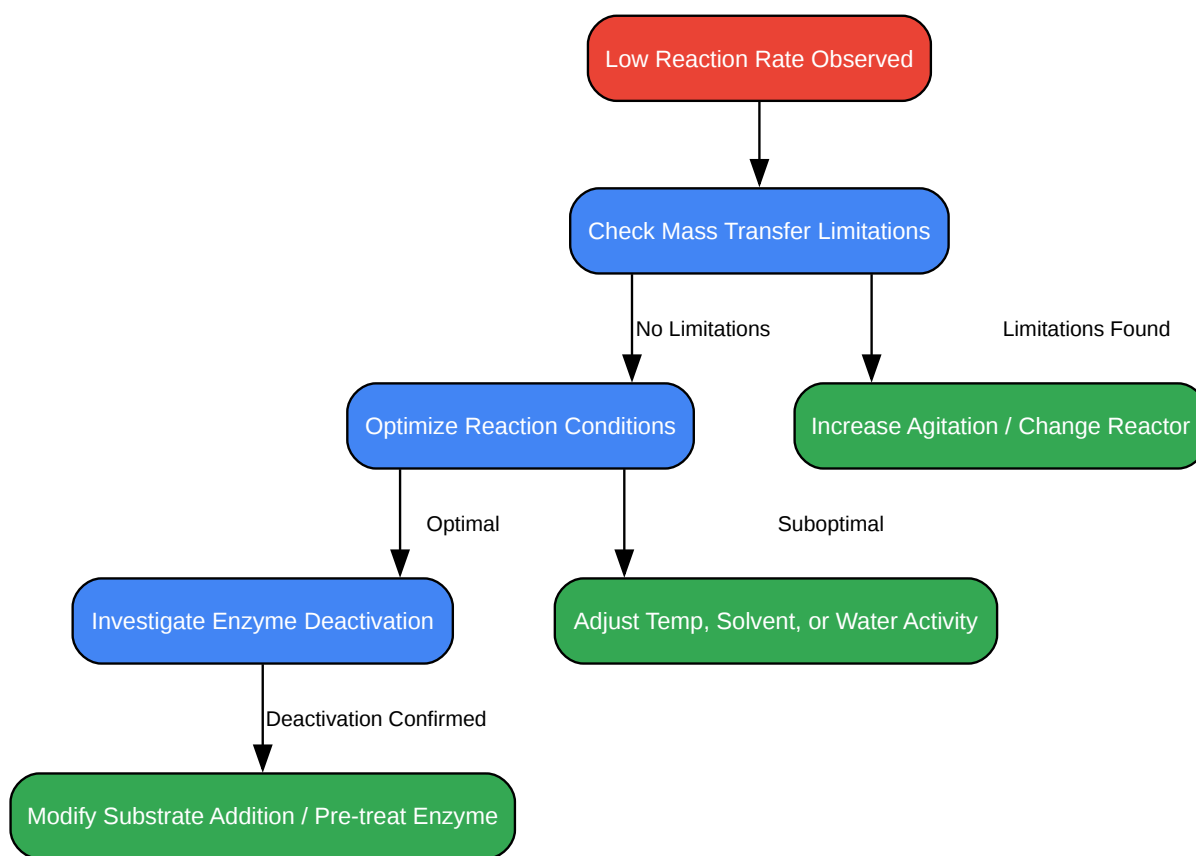 Low Reaction Rate Observed
Check Mass Transfer Limitations
No Limitations
Limitations Found
Optimize Reaction Conditions
Increase Agitation / Change Reactor
Optimal
Suboptimal
Investigate Enzyme Deactivation
Adjust Temp, Solvent, or Water Activity
Deactivation Confirmed
Modify Substrate Addition / Pre-treat Enzyme